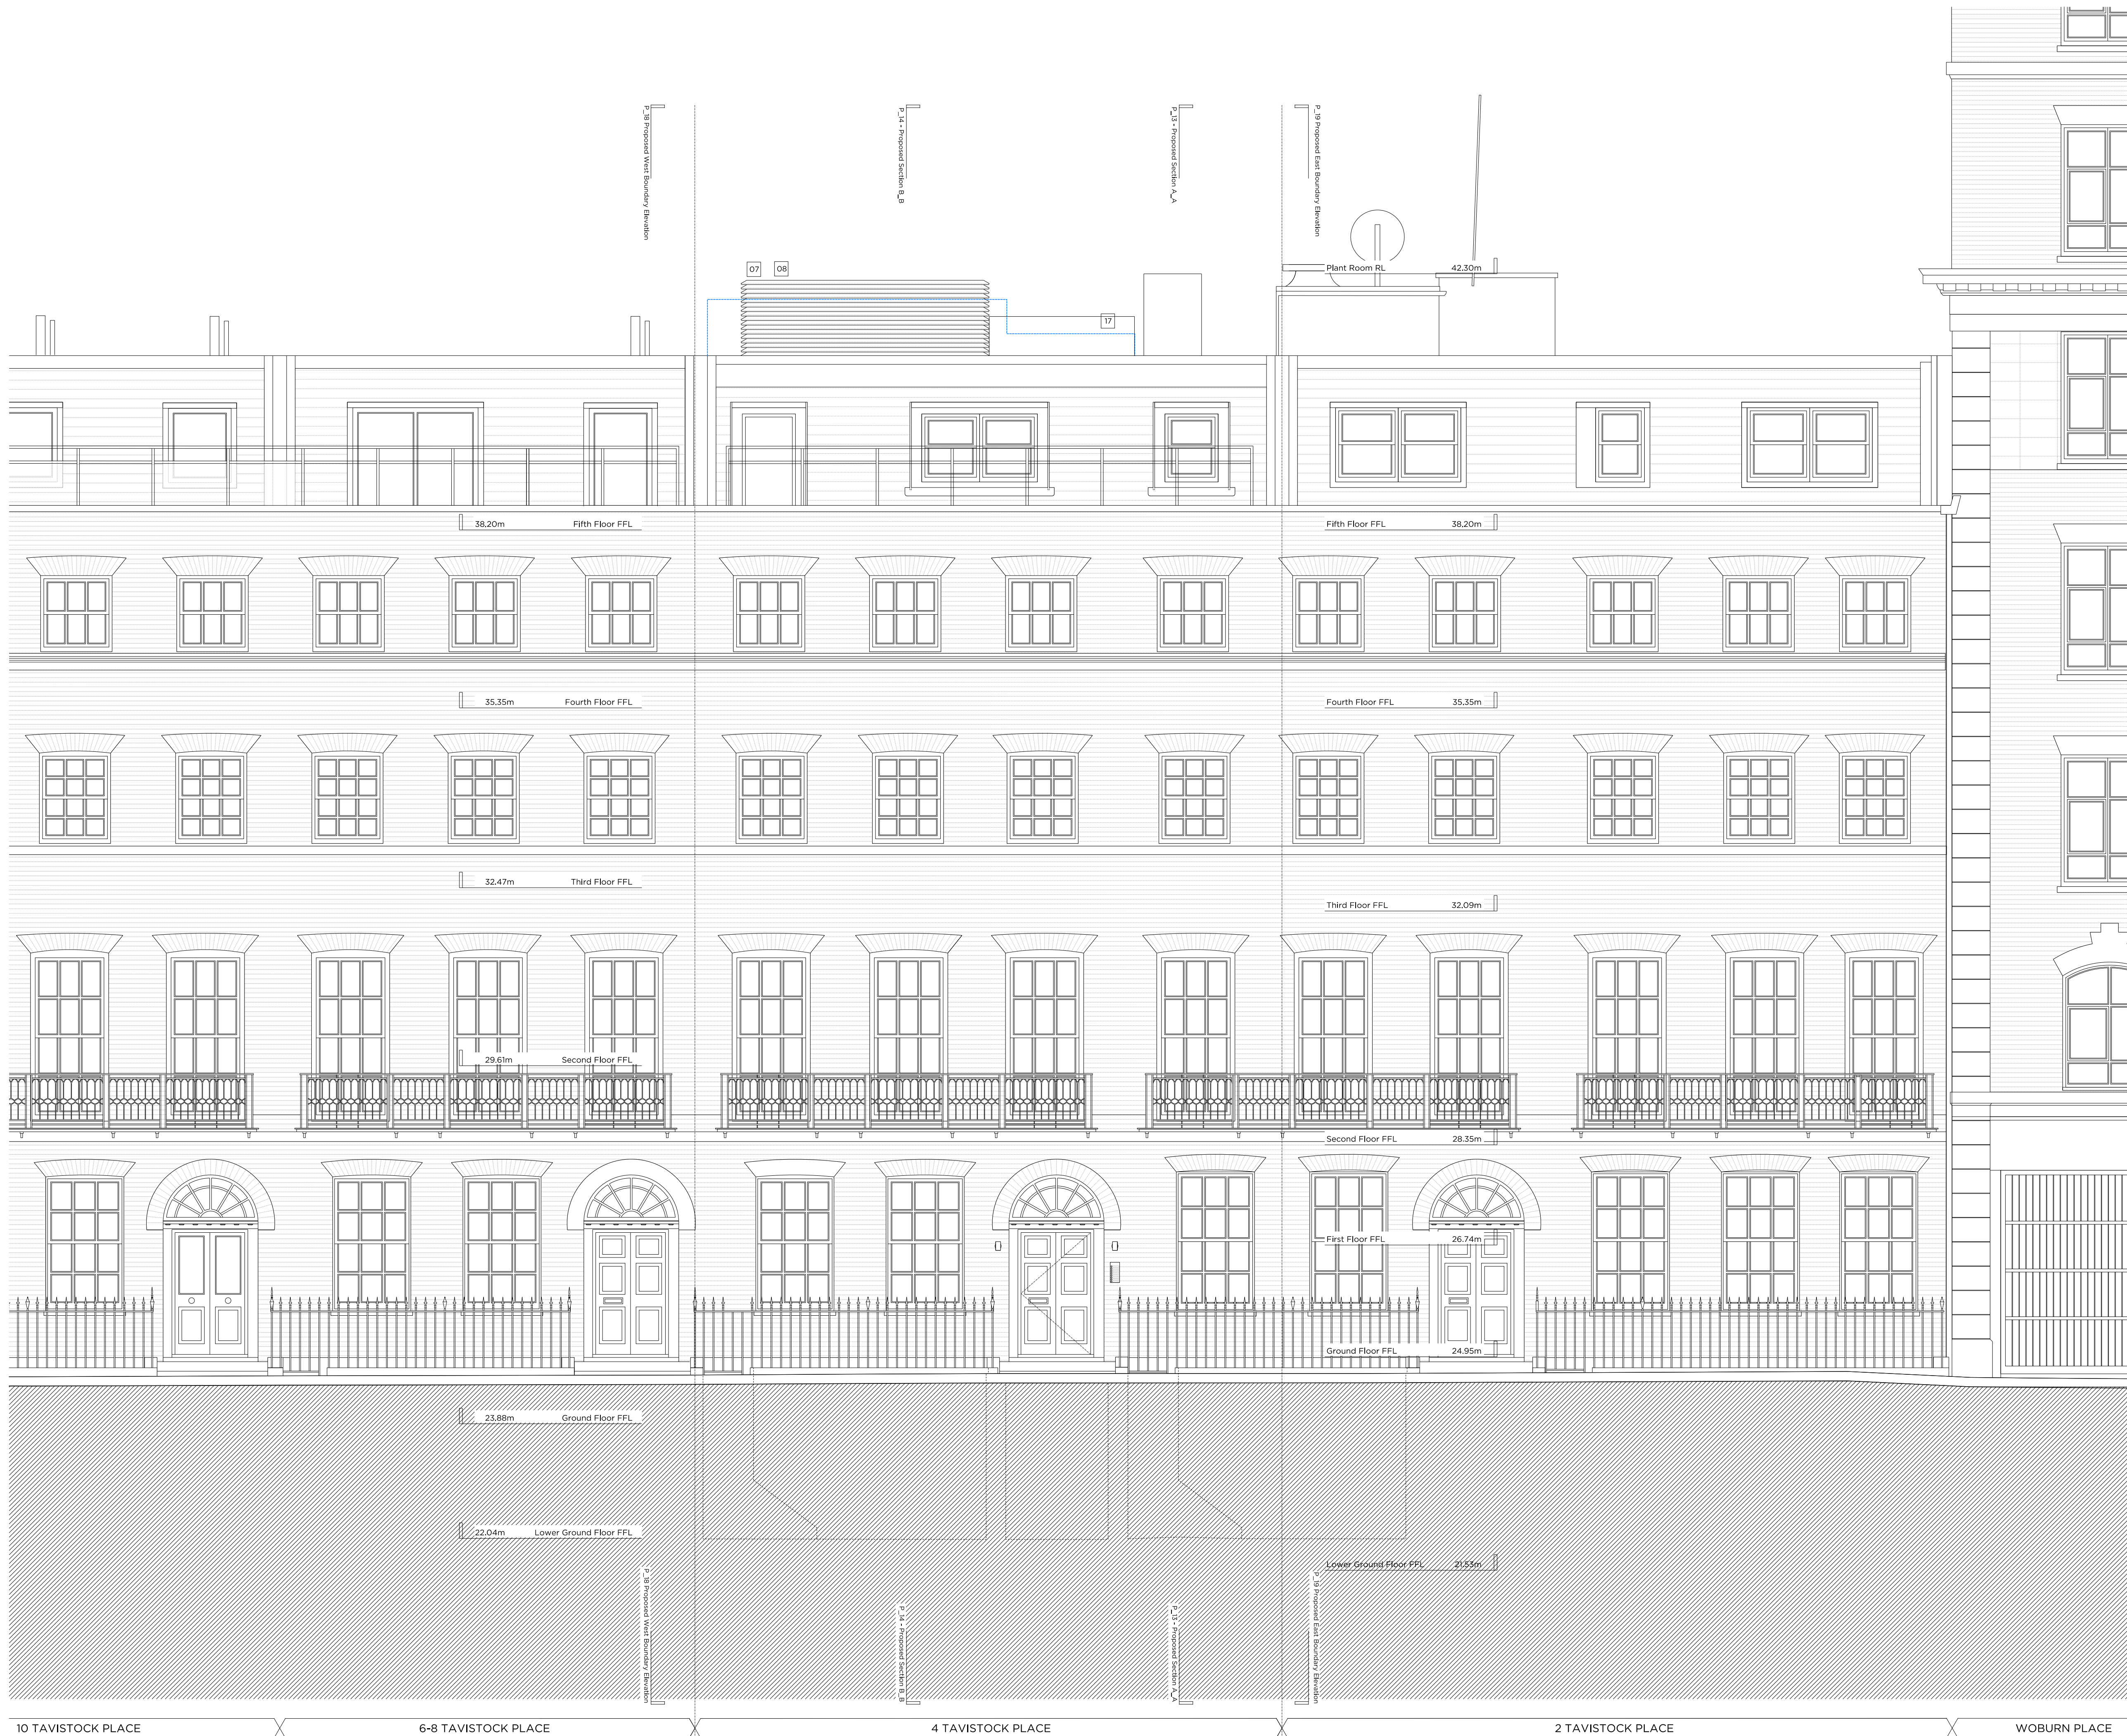 P_18 Proposed West Boundary Elevation
P_14 - Proposed Section B_B
P_13 - Proposed Section A_A
P_19 Proposed East Boundary Elevation
07 08
Plant Room RL 42.30m
17
38.20m Fifth Floor FFL
Fifth Floor FFL 38.20m
35.35m Fourth Floor FFL
Fourth Floor FFL 35.35m
32.47m Third Floor FFL
Third Floor FFL 32.09m
29.61m Second Floor FFL
Second Floor FFL 28.35m
First Floor FFL 26.74m
Ground Floor FFL 24.95m
23.88m Ground Floor FFL
22.04m Lower Ground Floor FFL
Lower Ground Floor FFL 21.53m
P_18 Proposed West Boundary Elevation
P_14 - Proposed Section B_B
P_13 - Proposed Section A_A
P_19 Proposed East Boundary Elevation
10 TAVISTOCK PLACE
6-8 TAVISTOCK PLACE
4 TAVISTOCK PLACE
2 TAVISTOCK PLACE
WOBURN PLACE